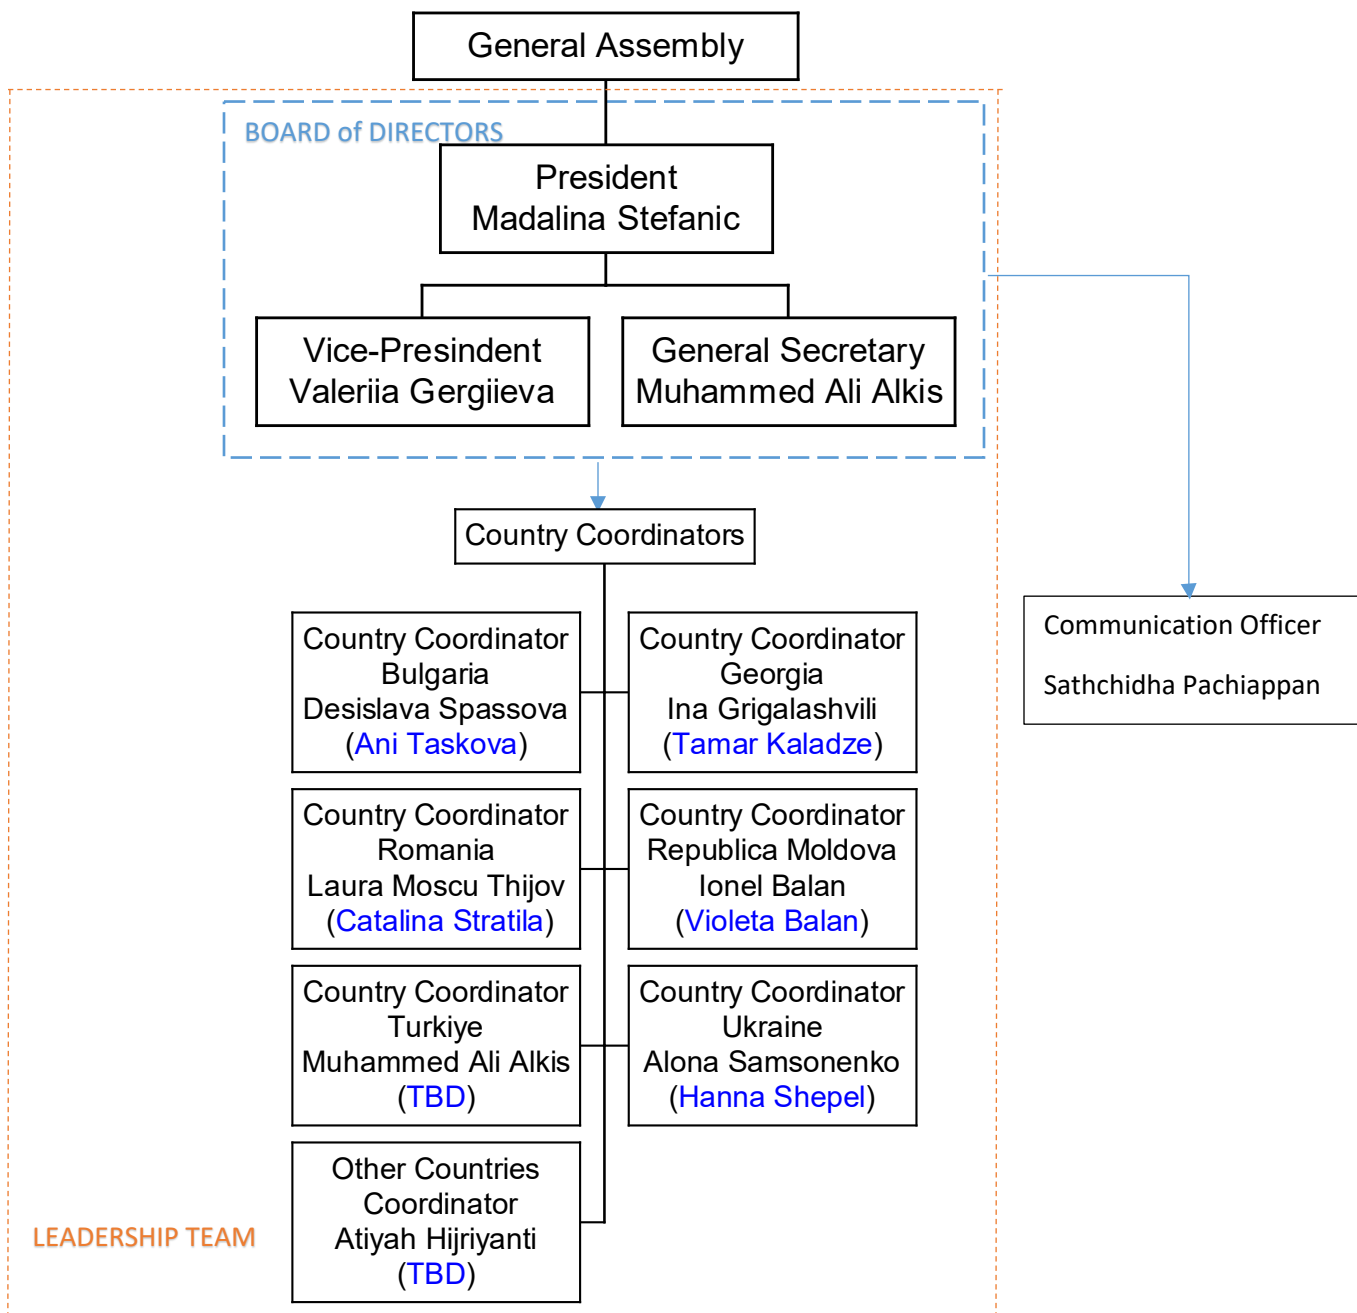 General Assembly
BOARD of DIRECTORS
President
Madalina Stefanic
Vice-Presindent
Valeriia Gergiieva
General Secretary
Muhammed Ali Alkis
Country Coordinators
Country Coordinator
Bulgaria
Desislava Spassova
(Ani Taskova)
Country Coordinator
Georgia
Ina Grigalashvili
(Tamar Kaladze)
Communication Officer
Sathchidha Pachiappan
Country Coordinator
Romania
Laura Moscu Thijov
(Catalina Stratila)
Country Coordinator
Republica Moldova
Ionel Balan
(Violeta Balan)
Country Coordinator
Turkiye
Muhammed Ali Alkis
(TBD)
Country Coordinator
Ukraine
Alona Samsonenko
(Hanna Shepel)
Other Countries
Coordinator
Atiyah Hijriyanti
(TBD)
LEADERSHIP TEAM